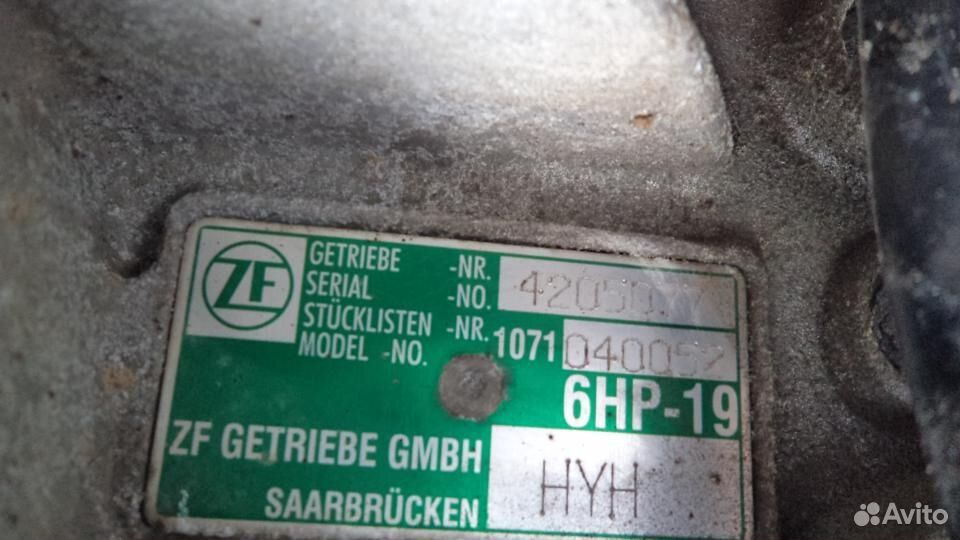 ZF
GETRIEBE -NR.
SERIAL -NO.
STÜCKLISTEN -NR.
MODEL -NO. 1071
6HP-19
ZF GETRIEBE GMBH
SAARBRÜCKEN
HYH
Avito